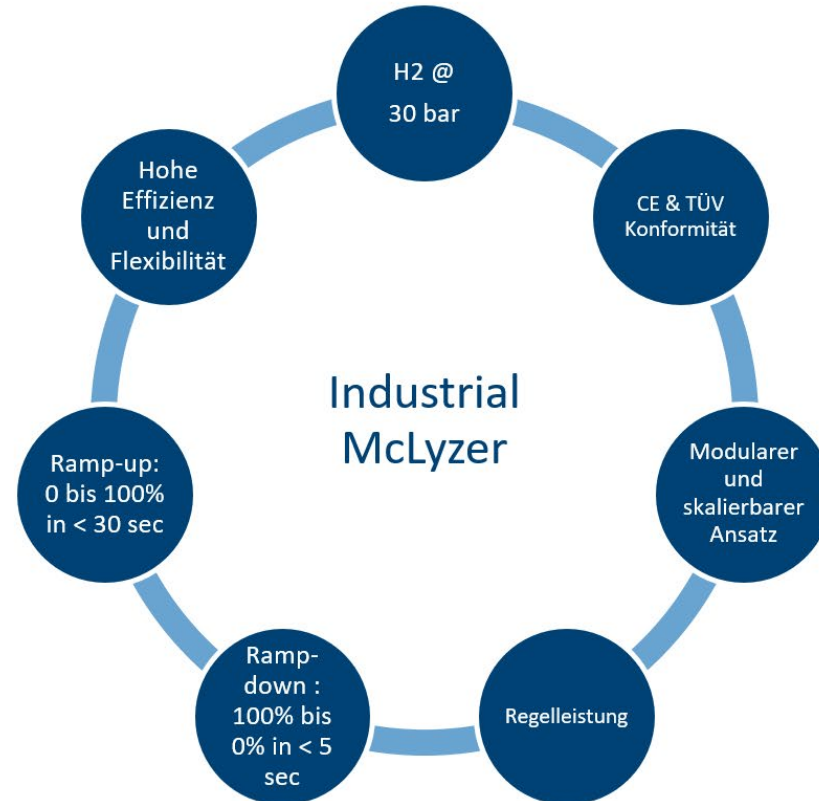 H2 @
30 bar
CE & TÜV
Konformität
Modularer
und
skalierbarer
Ansatz
Regelleistung
Ramp-
down :
100% bis
0% in < 5
sec
Ramp-up:
0 bis 100%
in < 30 sec
Hohe
Effizienz
und
Flexibilität
Industrial
McLyzer